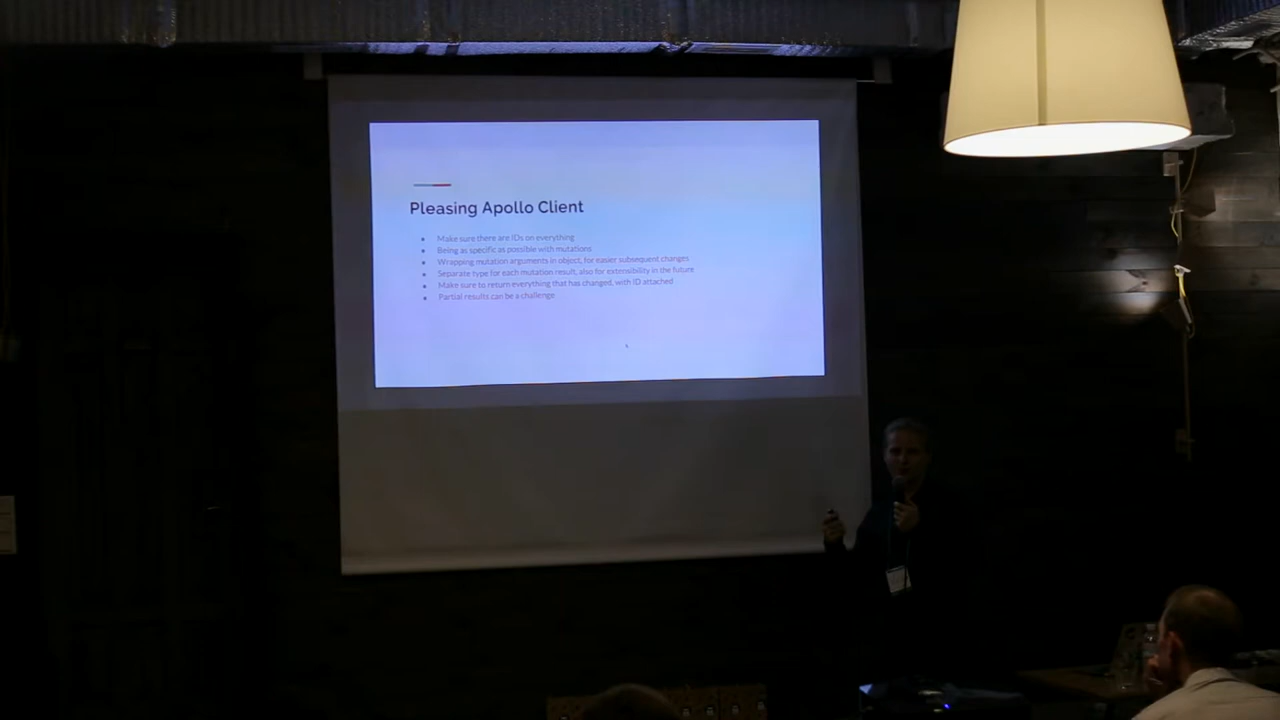 Pleasing Apollo Client
Make sure there are IDs on everything
Being as specific as possible with mutations
Wrapping mutation arguments in object, for easier subsequent changes
Separate type for each mutation result, also for extensibility in the future
Make sure to return everything that has changed, with ID attached
Partial results can be a challenge